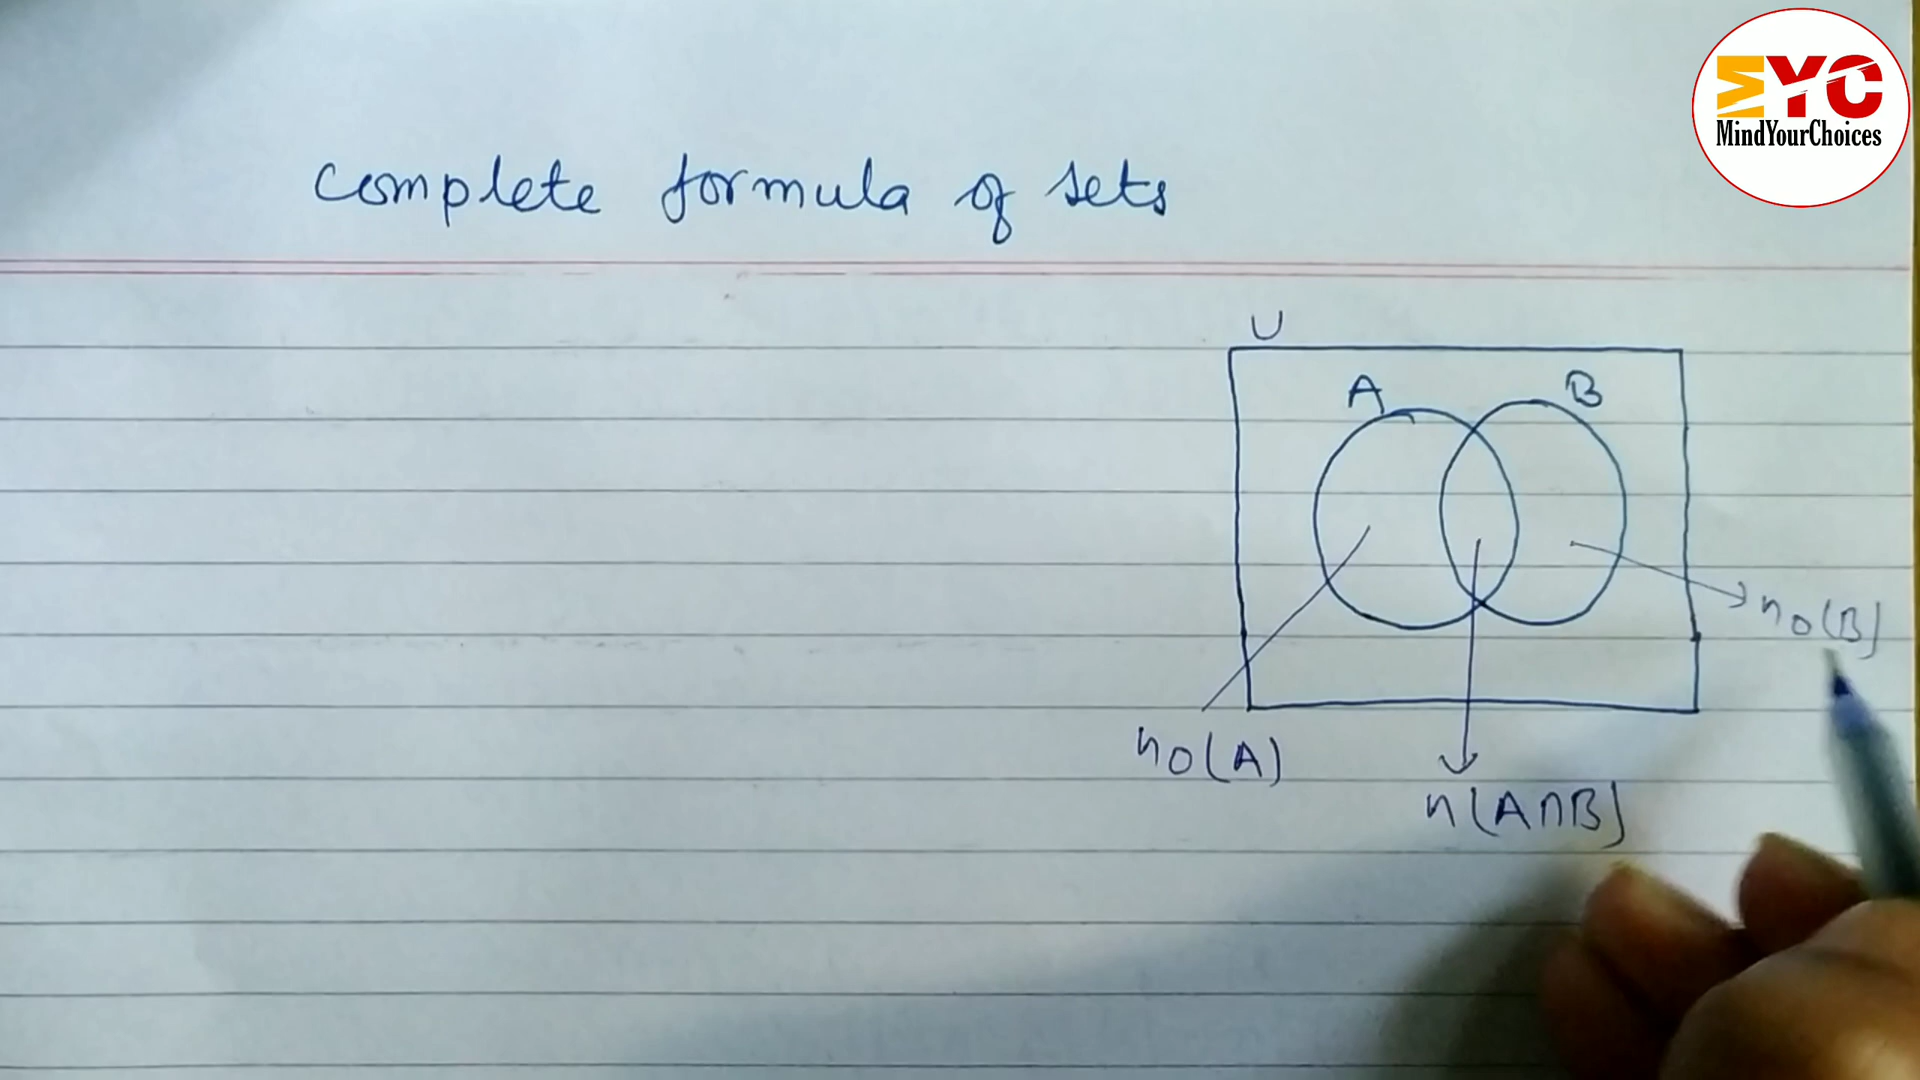 MYC
MindYourChoices
complete formula of sets
U
A B
no(B)
no(A)
n(A∩B)